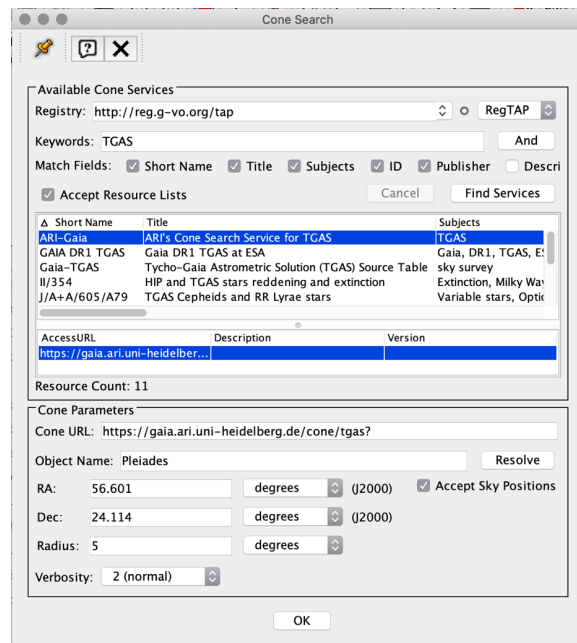 Cone Search
Available Cone Services
Registry: http://reg.g-vo.org/tap RegTAP
Keywords: TGAS And
Match Fields: Short Name Title Subjects ID Publisher Descri
Accept Resource Lists Cancel Find Services
Short Name Title Subjects
ARI-Gaia ARI's Cone Search Service for TGAS TGAS
GAIA DR1 TGAS Gaia DR1 TGAS at ESA Gaia, DR1, TGAS,
Gaia-TGAS Tycho-Gaia Astrometric Solution (TGAS) Source Table sky survey
II/354 HIP and TGAS stars reddening and extinction Extinction, Milky Way
J/A+A/605/A79 TGAS Cepheids and RR Lyrae stars Variable stars, Optic
AccessURL Description Version
https://gaia.ari.uni-heidelber...
Resource Count: 11
Cone Parameters
Cone URL: https://gaia.ari.uni-heidelberg.de/cone/tgas?
Object Name: Pleiades Resolve
RA: 56.601 degrees (J2000) Accept Sky Positions
Dec: 24.114 degrees (J2000)
Radius: 5 degrees
Verbosity: 2 (normal)
OK